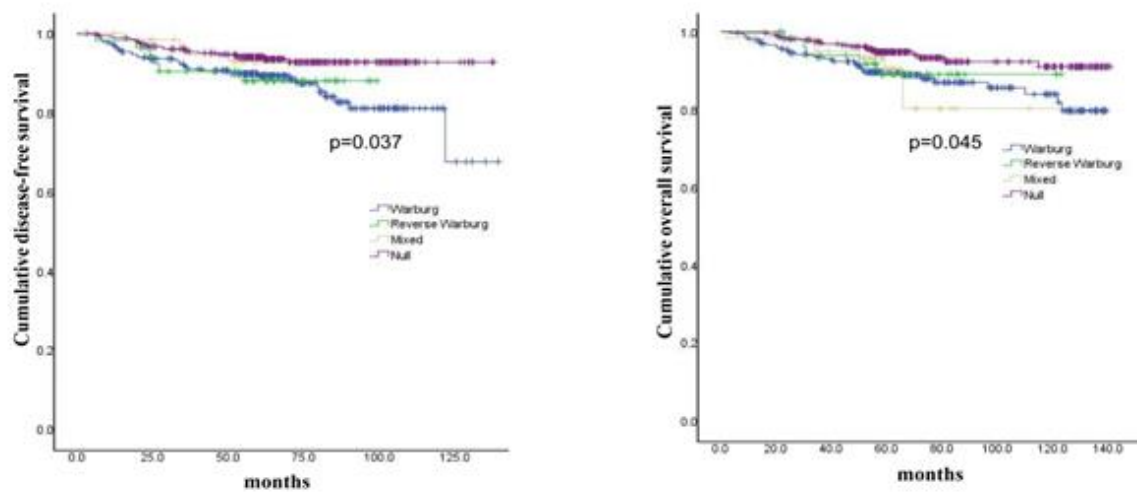 Cumulative disease-free survival
1.0
0.8
0.6
0.4
0.2
0.0
p=0.037
Warburg
Reverse Warburg
Mixed
Null
0.0 25.0 50.0 75.0 100.0 125.0
months
Cumulative overall survival
1.0
0.8
0.6
0.4
0.2
0.0
p=0.045
Warburg
Reverse Warburg
Mixed
Null
0.0 20.0 40.0 60.0 80.0 100.0 120.0 140.0
months